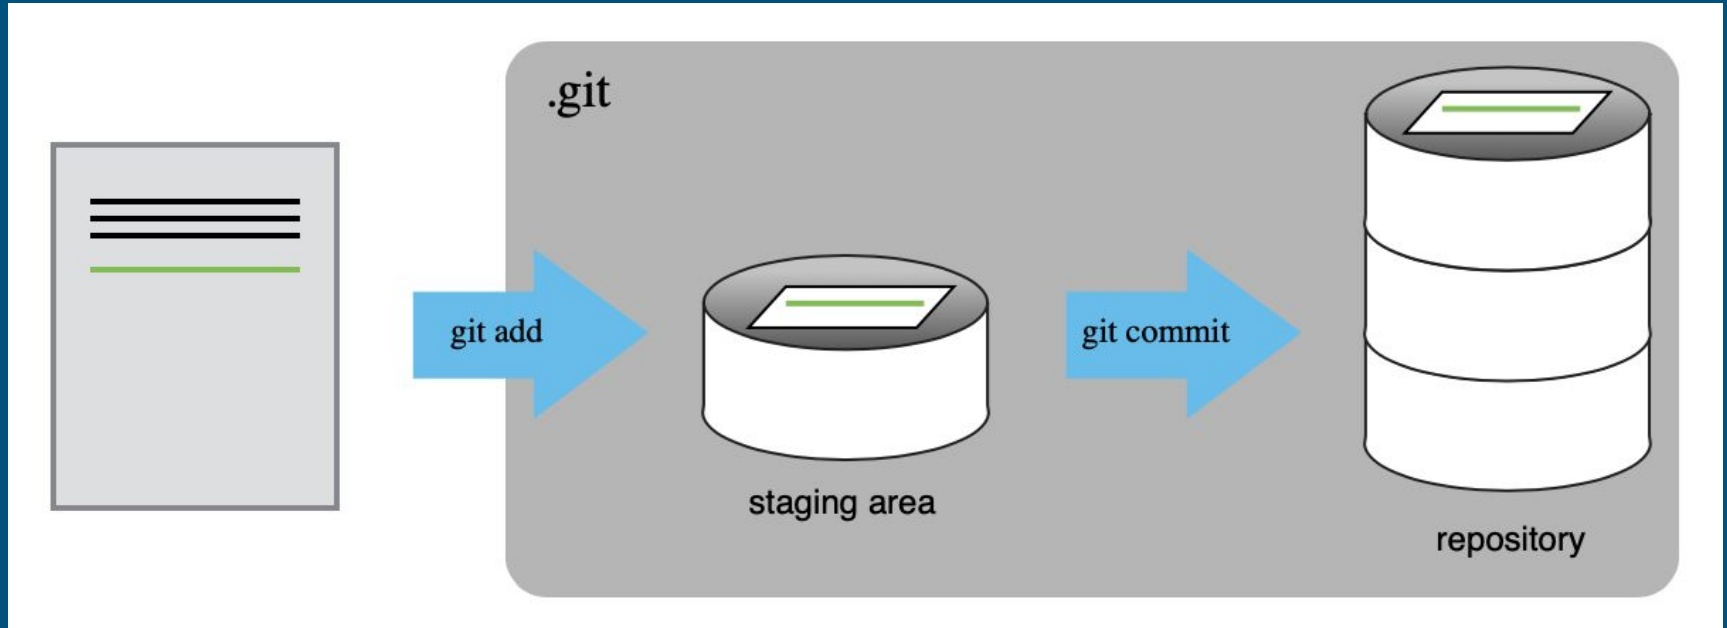 .git
git add
git commit
staging area
repository